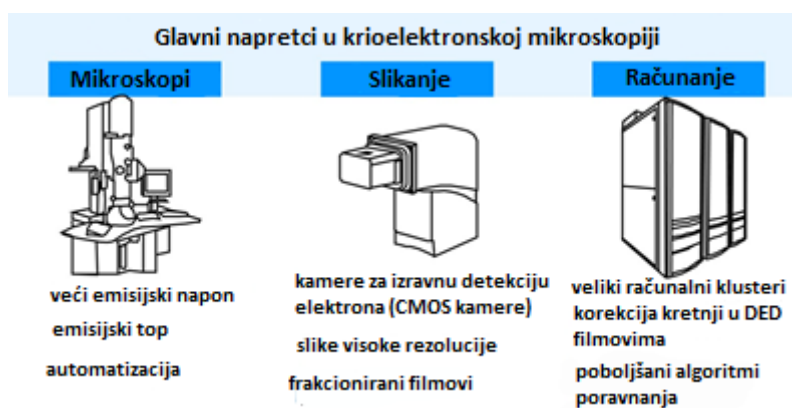 Glavni napretci u krioelektronskoj mikroskopiji
Mikroskopi
veći emisijski napon
emisijski top
automatizacija
Slikanje
kamere za izravnu detekciju
elektrona (CMOS kamere)
slike visoke rezolucije
frakcionirani filmovi
Računanje
veliki računalni klusteri
korekcija kretnji u DED
filmovima
poboljšani algoritmi
poravnanja